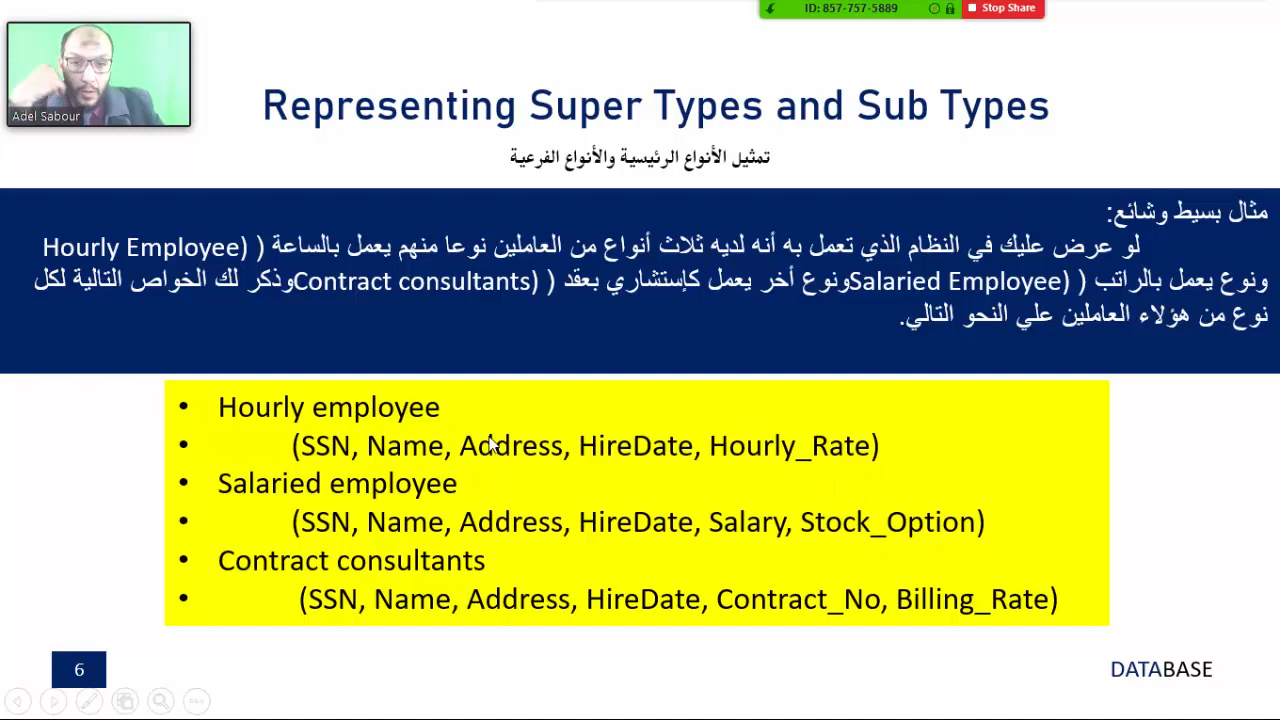 ID: 857-757-5889
Stop Share
Adel Sabour
Representing Super Types and Sub Types
تمثيل الأنواع الرئيسية والأنواع الفرعية
مثال بسيط وشائع:
لو عرض عليك في النظام الذي تعمل به أنه لديه ثلاث أنواع من العاملين نوعا منهم يعمل بالساعة ( (Hourly Employee
ونوع يعمل بالراتب ( (Salaried Employeeونوع أخر يعمل كإستشاري بعقد ( (Contract consultantsوذكر لك الخواص التالية لكل
نوع من هؤلاء العاملين علي النحو التالي.
• Hourly employee
• (SSN, Name, Address, HireDate, Hourly_Rate)
• Salaried employee
• (SSN, Name, Address, HireDate, Salary, Stock_Option)
• Contract consultants
• (SSN, Name, Address, HireDate, Contract_No, Billing_Rate)
6
DATABASE